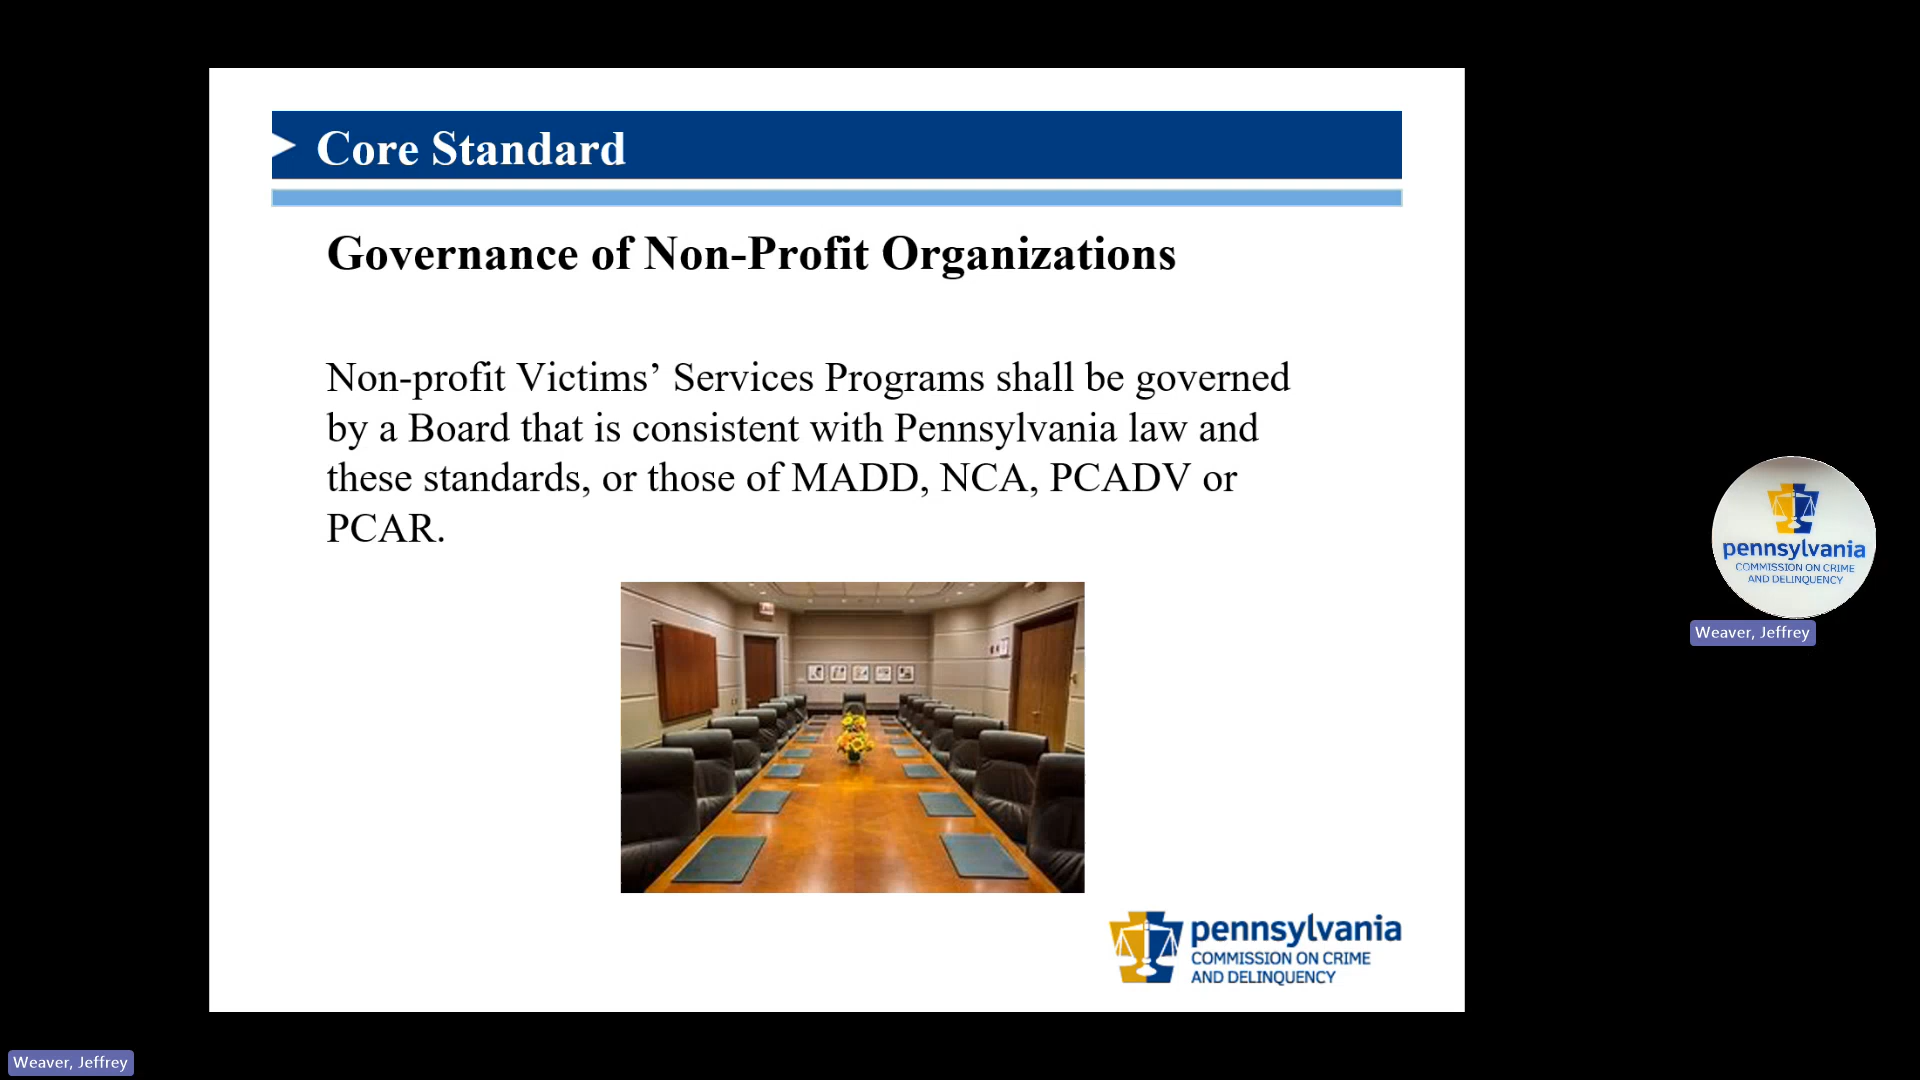 Core Standard
Governance of Non-Profit Organizations
Non-profit Victims’ Services Programs shall be governed
by a Board that is consistent with Pennsylvania law and
these standards, or those of MADD, NCA, PCADV or
PCAR.
pennsylvania
COMMISSION ON CRIME
AND DELINQUENCY
pennsylvania
COMMISSION ON CRIME
AND DELINQUENCY
Weaver, Jeffrey
Weaver, Jeffrey